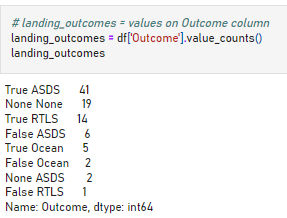 # landing_outcomes = values on Outcome column
landing_outcomes = df['Outcome'].value_counts()
landing_outcomes
True ASDS 41
None None 19
True RTLS 14
False ASDS 6
True Ocean 5
False Ocean 2
None ASDS 2
False RTLS 1
Name: Outcome, dtype: int64